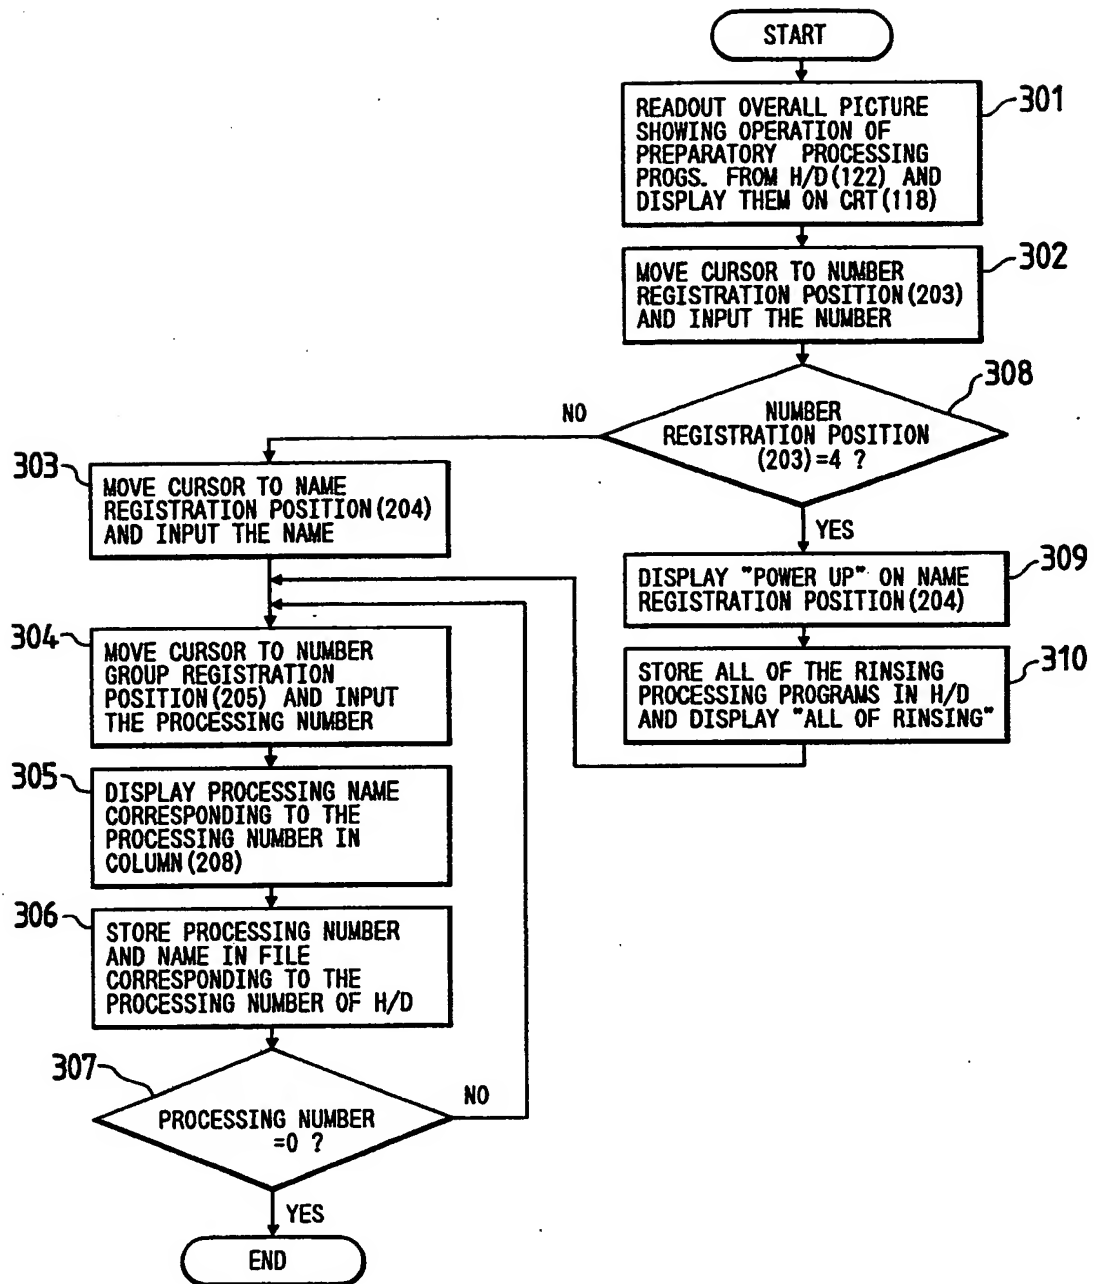 START
301
READOUT OVERALL PICTURE
SHOWING OPERATION OF
PREPARATORY PROCESSING
PROGS. FROM H/D(122) AND
DISPLAY THEM ON CRT(118)
302
MOVE CURSOR TO NUMBER
REGISTRATION POSITION(203)
AND INPUT THE NUMBER
308
NUMBER
REGISTRATION POSITION
(203)=4 ?
NO
YES
303
MOVE CURSOR TO NAME
REGISTRATION POSITION(204)
AND INPUT THE NAME
309
DISPLAY "POWER UP" ON NAME
REGISTRATION POSITION(204)
310
STORE ALL OF THE RINSING
PROCESSING PROGRAMS IN H/D
AND DISPLAY "ALL OF RINSING"
304
MOVE CURSOR TO NUMBER
GROUP REGISTRATION
POSITION(205) AND INPUT
THE PROCESSING NUMBER
305
DISPLAY PROCESSING NAME
CORRESPONDING TO THE
PROCESSING NUMBER IN
COLUMN(208)
306
STORE PROCESSING NUMBER
AND NAME IN FILE
CORRESPONDING TO THE
PROCESSING NUMBER OF H/D
307
PROCESSING NUMBER
=0 ?
NO
YES
END